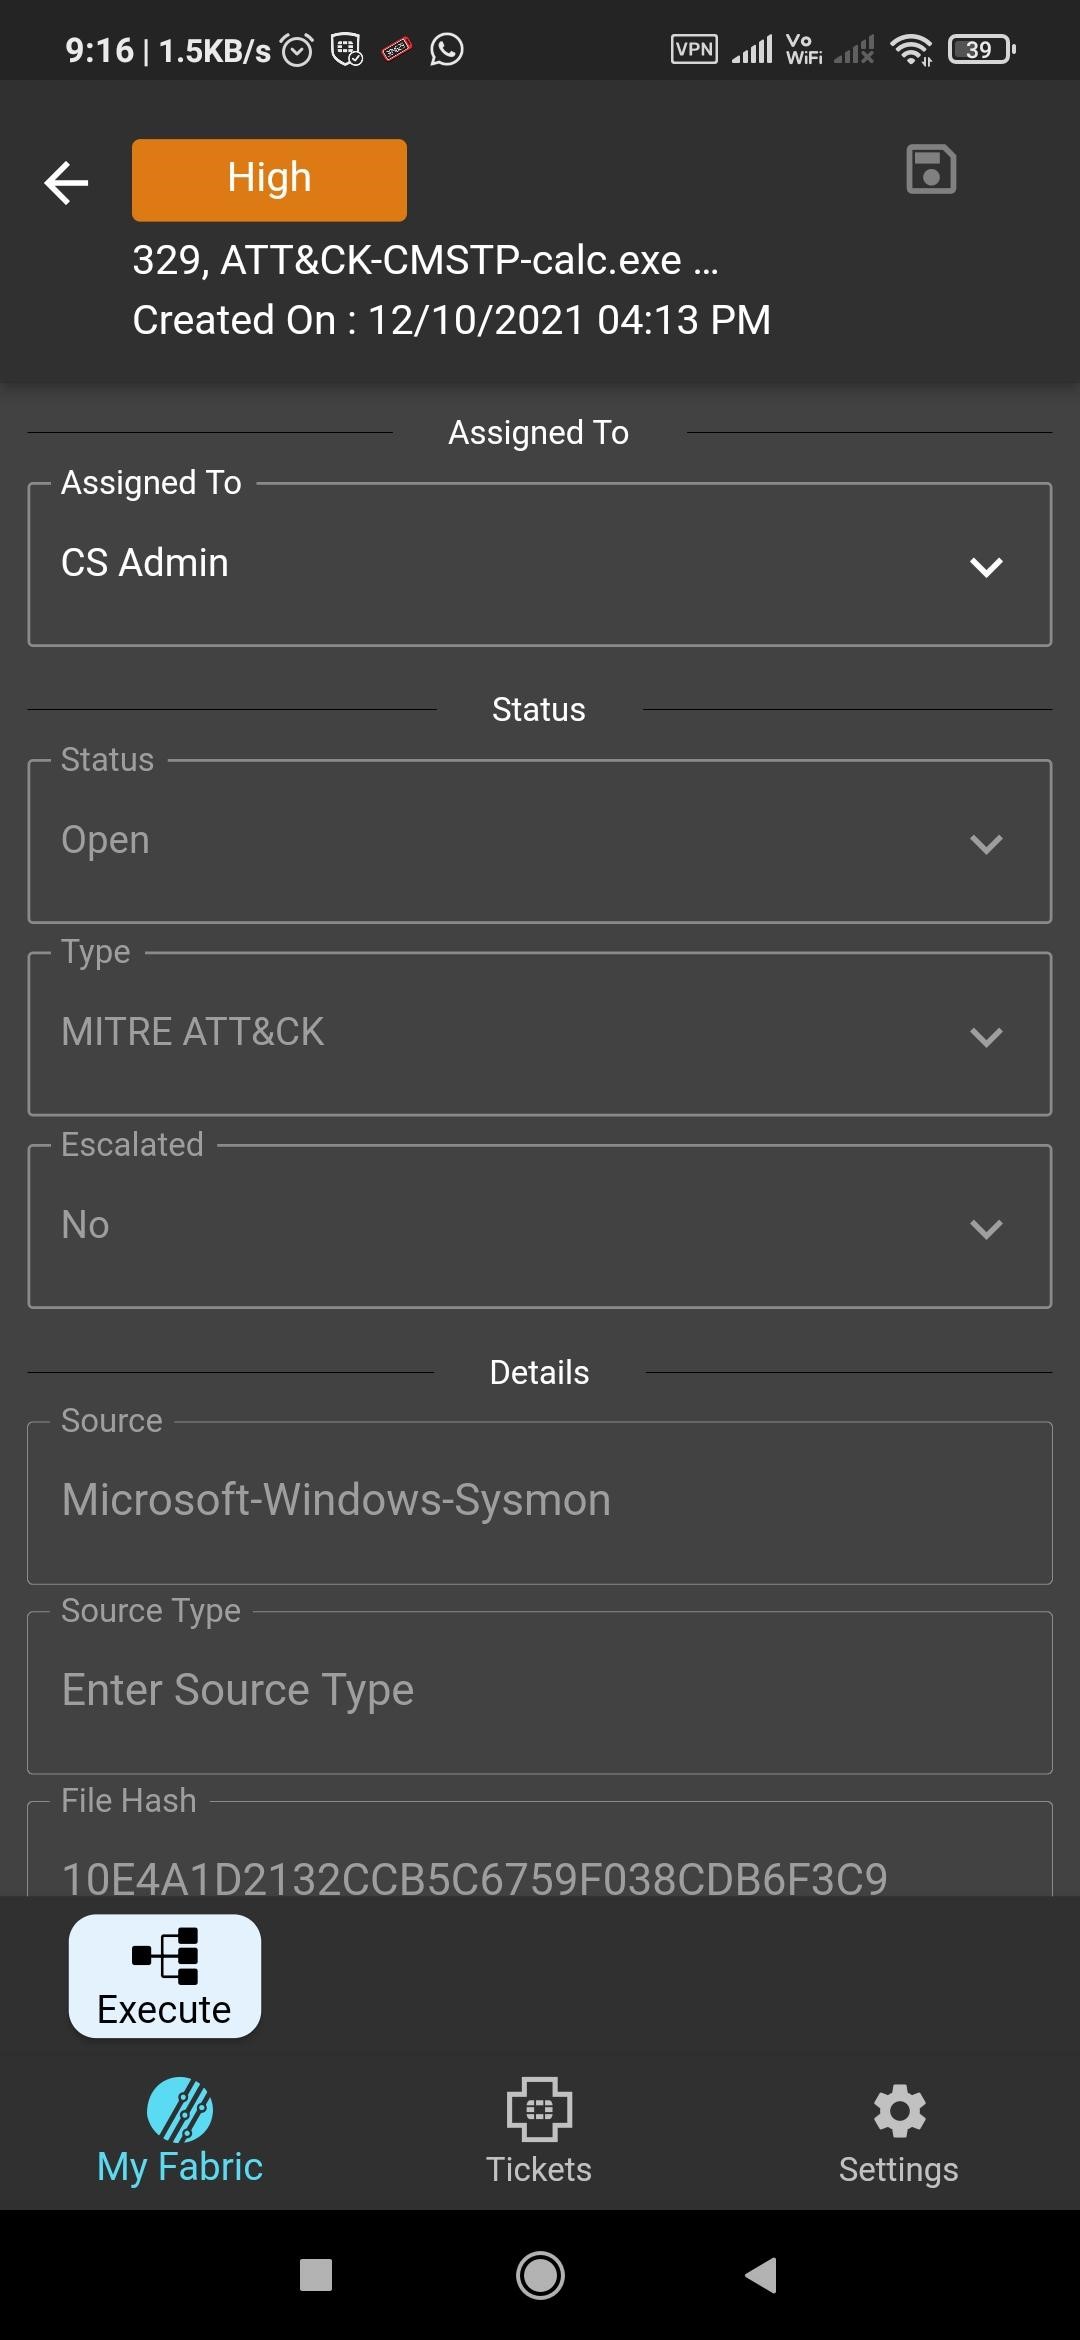 9:16 | 1.5KB/s VPN Vo WiFi 39
High
329, ATT&CK-CMSTP-calc.exe ...
Created On : 12/10/2021 04:13 PM
Assigned To
Assigned To
CS Admin
Status
Status
Open
Type
MITRE ATT&CK
Escalated
No
Details
Source
Microsoft-Windows-Sysmon
Source Type
Enter Source Type
File Hash
10E4A1D2132CCB5C6759F038CDB6F3C9
Execute
My Fabric
Tickets
Settings